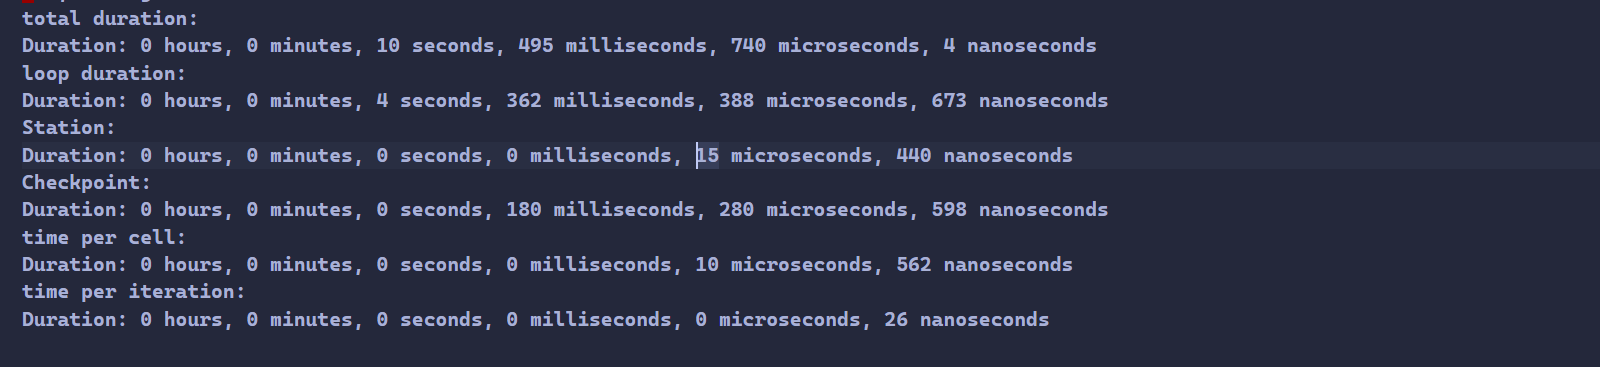 total duration:
Duration: 0 hours, 0 minutes, 10 seconds, 495 milliseconds, 740 microseconds, 4 nanoseconds
loop duration:
Duration: 0 hours, 0 minutes, 4 seconds, 362 milliseconds, 388 microseconds, 673 nanoseconds
Station:
Duration: 0 hours, 0 minutes, 0 seconds, 0 milliseconds, 15 microseconds, 440 nanoseconds
Checkpoint:
Duration: 0 hours, 0 minutes, 0 seconds, 180 milliseconds, 280 microseconds, 598 nanoseconds
time per cell:
Duration: 0 hours, 0 minutes, 0 seconds, 0 milliseconds, 10 microseconds, 562 nanoseconds
time per iteration:
Duration: 0 hours, 0 minutes, 0 seconds, 0 milliseconds, 0 microseconds, 26 nanoseconds